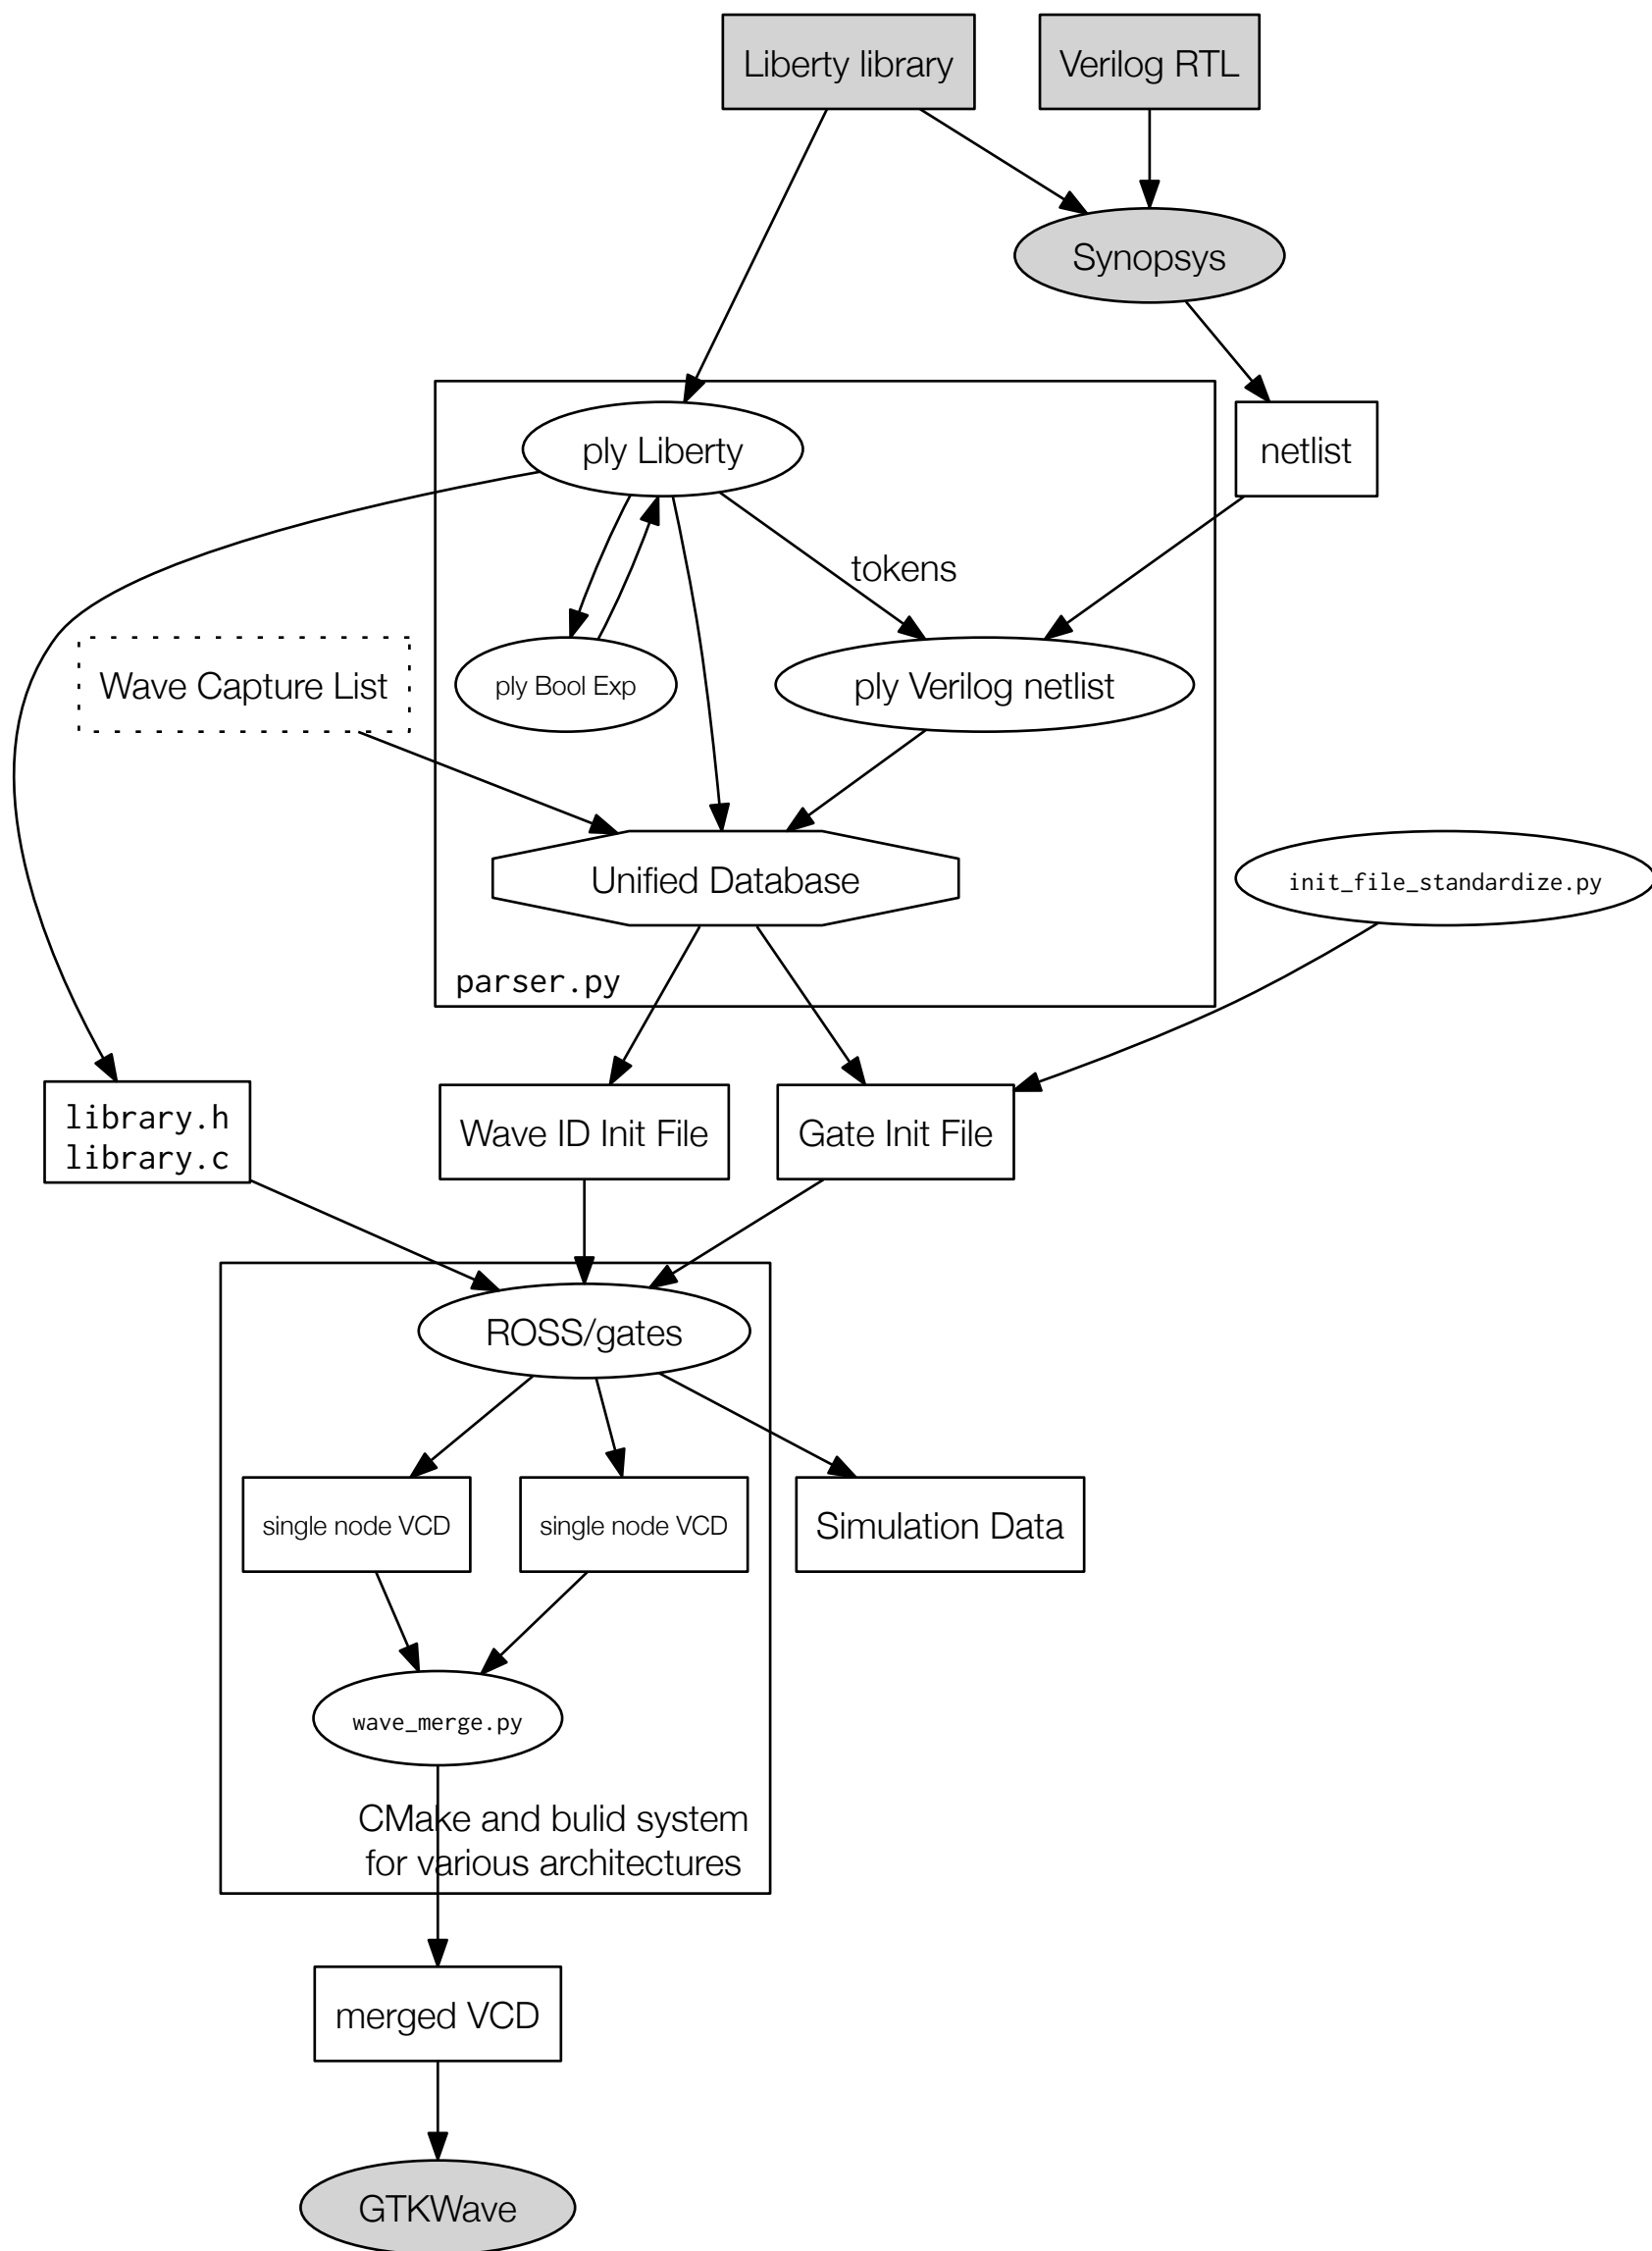 Liberty library
Verilog RTL
Synopsys
ply Liberty
netlist
tokens
Wave Capture List
ply Bool Exp
ply Verilog netlist
Unified Database
init_file_standardize.py
parser.py
library.h
library.c
Wave ID Init File
Gate Init File
ROSS/gates
single node VCD
single node VCD
Simulation Data
wave_merge.py
CMake and bulid system
for various architectures
merged VCD
GTKWave